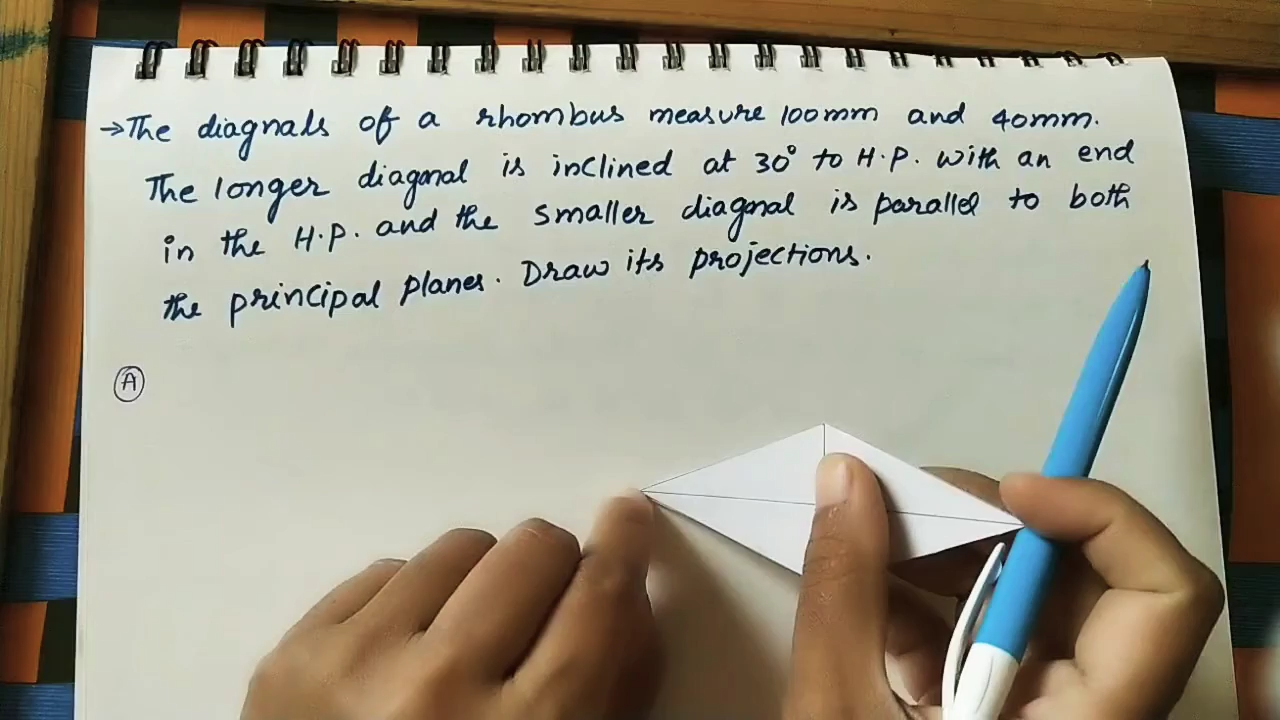 →The diagnals of a rhombus measure 100mm and 40mm.
The longer diagonal is inclined at 30° to H.P. with an end
in the H.P. and the smaller diagnal is parallel to both
the principal planes. Draw its projections.
A